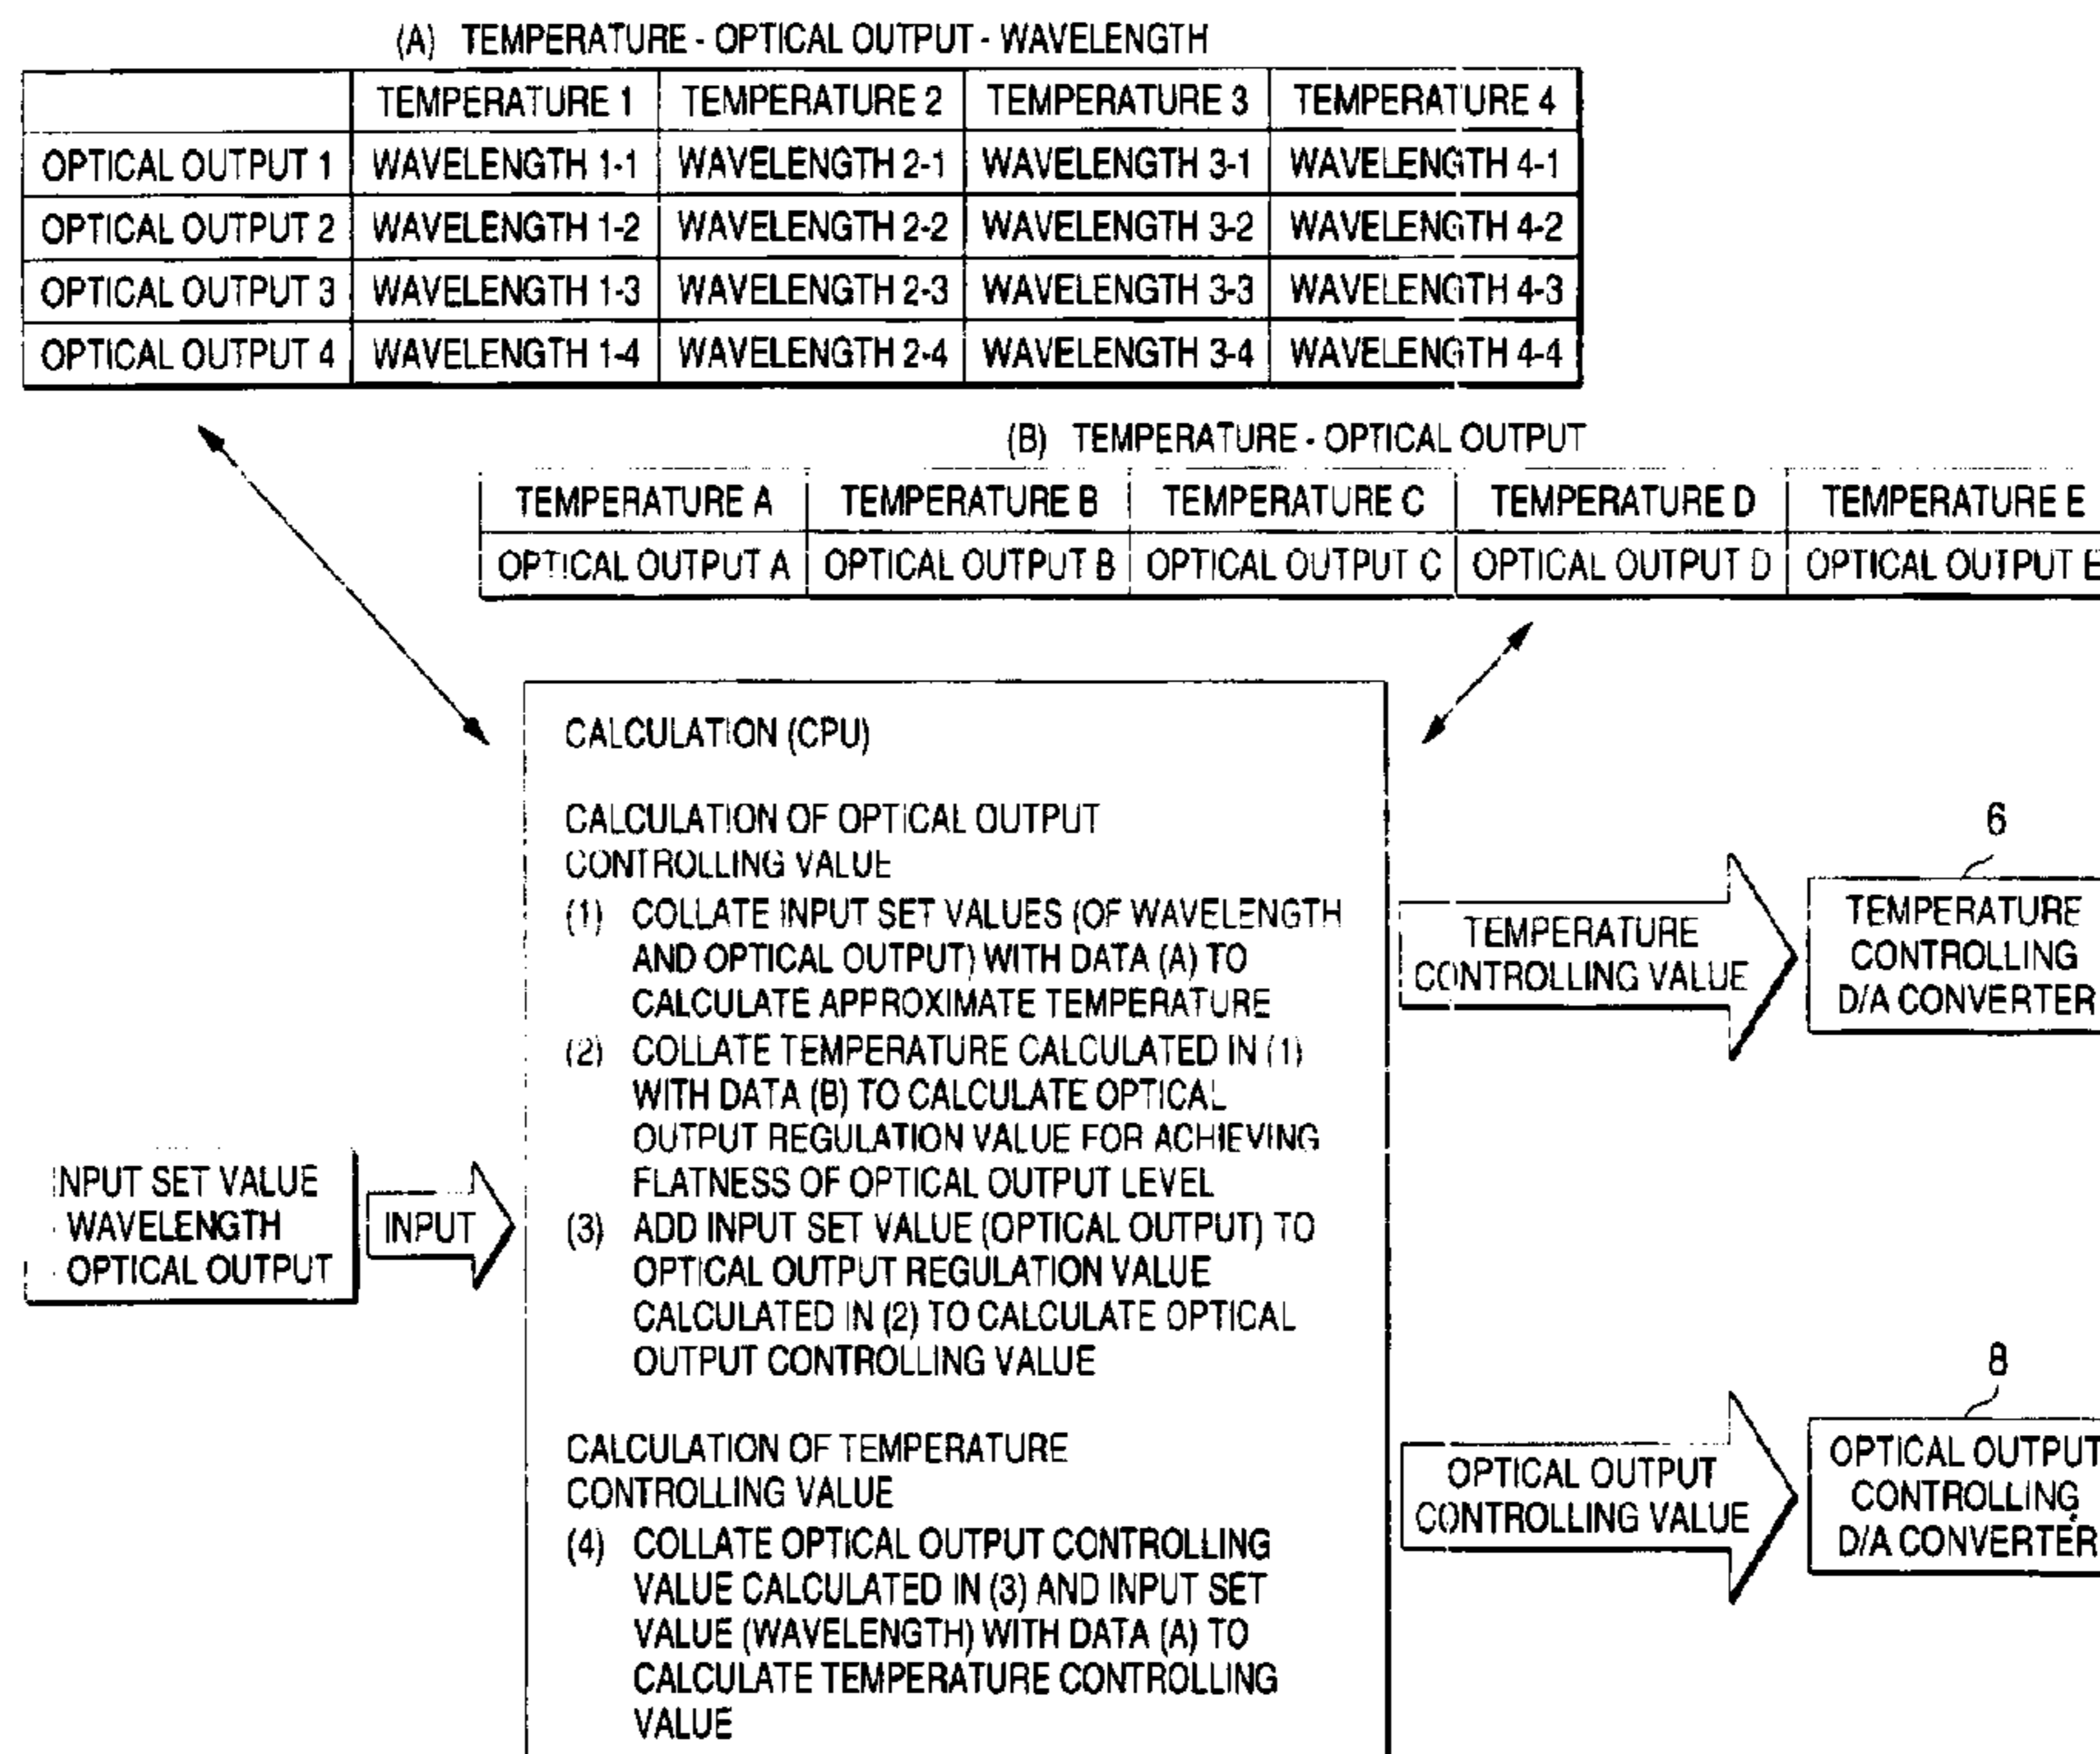 (A) TEMPERATURE - OPTICAL OUTPUT - WAVELENGTH
TEMPERATURE 1 TEMPERATURE 2 TEMPERATURE 3 TEMPERATURE 4
OPTICAL OUTPUT 1 WAVELENGTH 1-1 WAVELENGTH 2-1 WAVELENGTH 3-1 WAVELENGTH 4-1
OPTICAL OUTPUT 2 WAVELENGTH 1-2 WAVELENGTH 2-2 WAVELENGTH 3-2 WAVELENGTH 4-2
OPTICAL OUTPUT 3 WAVELENGTH 1-3 WAVELENGTH 2-3 WAVELENGTH 3-3 WAVELENGTH 4-3
OPTICAL OUTPUT 4 WAVELENGTH 1-4 WAVELENGTH 2-4 WAVELENGTH 3-4 WAVELENGTH 4-4
(B) TEMPERATURE - OPTICAL OUTPUT
TEMPERATURE A TEMPERATURE B TEMPERATURE C TEMPERATURE D TEMPERATURE E
OPTICAL OUTPUT A OPTICAL OUTPUT B OPTICAL OUTPUT C OPTICAL OUTPUT D OPTICAL OUTPUT E
INPUT SET VALUE
· WAVELENGTH
· OPTICAL OUTPUT
INPUT
CALCULATION (CPU)
CALCULATION OF OPTICAL OUTPUT
CONTROLLING VALUE
(1) COLLATE INPUT SET VALUES (OF WAVELENGTH
AND OPTICAL OUTPUT) WITH DATA (A) TO
CALCULATE APPROXIMATE TEMPERATURE
(2) COLLATE TEMPERATURE CALCULATED IN (1)
WITH DATA (B) TO CALCULATE OPTICAL
OUTPUT REGULATION VALUE FOR ACHIEVING
FLATNESS OF OPTICAL OUTPUT LEVEL
(3) ADD INPUT SET VALUE (OPTICAL OUTPUT) TO
OPTICAL OUTPUT REGULATION VALUE
CALCULATED IN (2) TO CALCULATE OPTICAL
OUTPUT CONTROLLING VALUE
CALCULATION OF TEMPERATURE
CONTROLLING VALUE
(4) COLLATE OPTICAL OUTPUT CONTROLLING
VALUE CALCULATED IN (3) AND INPUT SET
VALUE (WAVELENGTH) WITH DATA (A) TO
CALCULATE TEMPERATURE CONTROLLING
VALUE
TEMPERATURE
CONTROLLING VALUE
6
TEMPERATURE
CONTROLLING
D/A CONVERTER
OPTICAL OUTPUT
CONTROLLING VALUE
8
OPTICAL OUTPUT
CONTROLLING
D/A CONVERTER